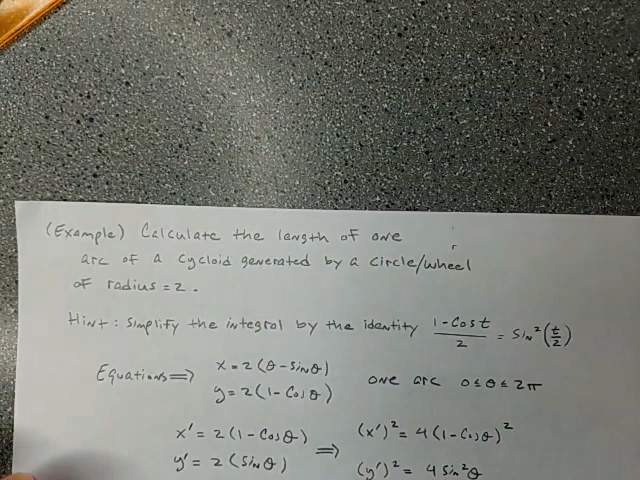 (Example) Calculate the length of one
arc of a cycloid generated by a circle/wheel
of radius = 2.
Hint: Simplify the integral by the identity (1 - Cos t)/2 = Sin²(t/2)
Equations ⟹ x = 2(θ - Sinθ)
y = 2(1 - Cosθ)
one arc 0 ≤ θ ≤ 2π
x' = 2(1 - Cosθ) ⟹ (x')² = 4(1 - Cosθ)²
y' = 2(Sinθ) (y')² = 4 Sin²θ